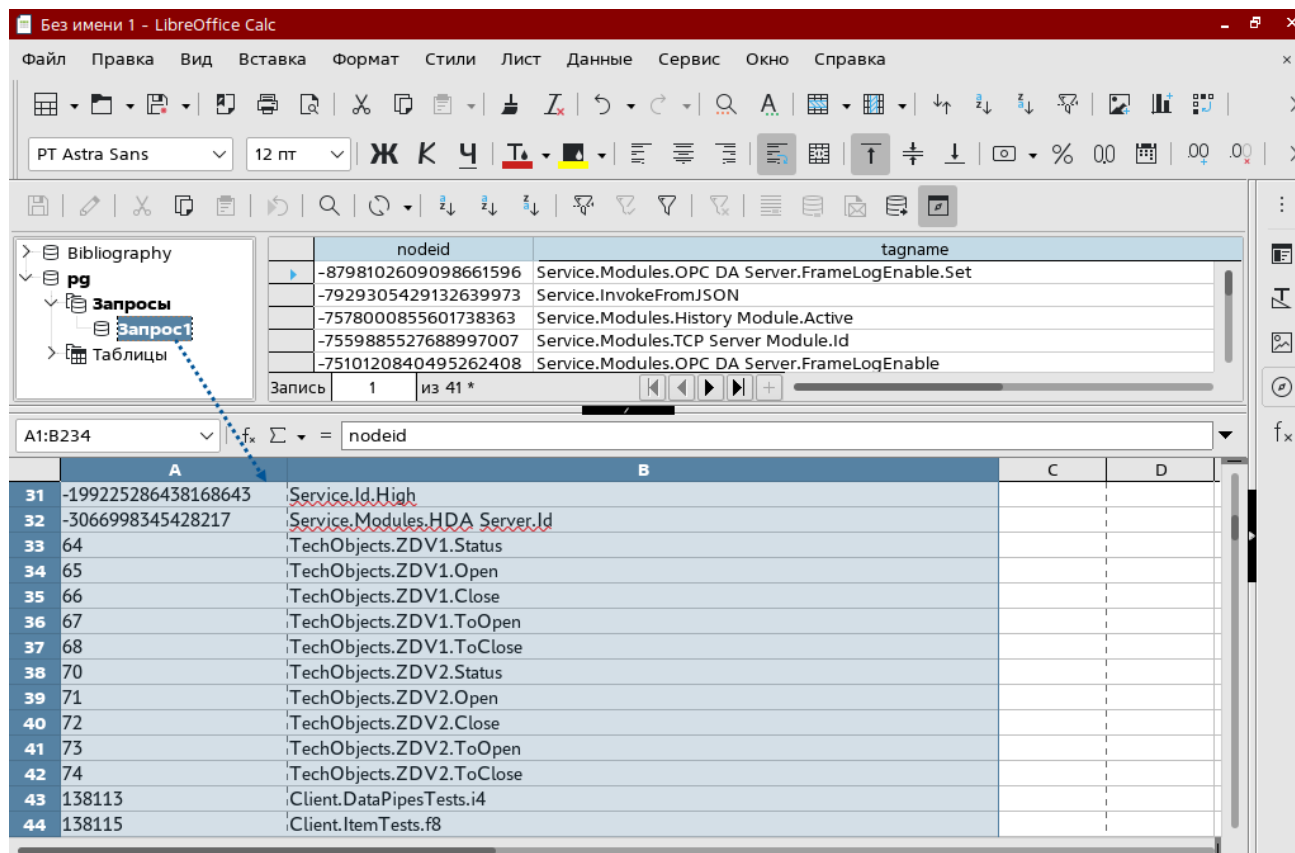 Без имени 1 - LibreOffice Calc
Файл Правка Вид Вставка Формат Стили Лист Данные Сервис Окно Справка
PT Astra Sans 12 пт Ж К Ч
Bibliography
pg
Запросы
Запрос1
Таблицы
nodeid tagname
-8798102609098661596 Service.Modules.OPC DA Server.FrameLogEnable.Set
-7929305429132639973 Service.InvokeFromJSON
-7578000855601738363 Service.Modules.History Module.Active
-7559885527688997007 Service.Modules.TCP Server Module.Id
-7510120840495262408 Service.Modules.OPC DA Server.FrameLogEnable
Запись 1 из 41 *
A1:B234 fx Σ = nodeid
A B C D
31 -199225286438168643 Service.Id.High
32 -3066998345428217 Service.Modules.HDA Server.Id
33 64 TechObjects.ZDV1.Status
34 65 TechObjects.ZDV1.Open
35 66 TechObjects.ZDV1.Close
36 67 TechObjects.ZDV1.ToOpen
37 68 TechObjects.ZDV1.ToClose
38 70 TechObjects.ZDV2.Status
39 71 TechObjects.ZDV2.Open
40 72 TechObjects.ZDV2.Close
41 73 TechObjects.ZDV2.ToOpen
42 74 TechObjects.ZDV2.ToClose
43 138113 Client.DataPipesTests.i4
44 138115 Client.ItemTests.f8